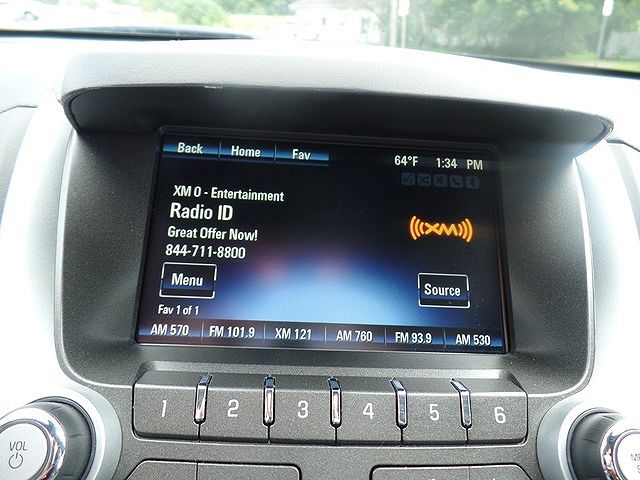 Back Home Fav 64°F 1:34 PM
XM 0 - Entertainment
Radio ID
Great Offer Now!
844-711-8800
((XM))
Menu Source
Fav 1 of 1
AM 570 FM 101.9 XM 121 AM 760 FM 93.9 AM 530
1 2 3 4 5 6
VOL